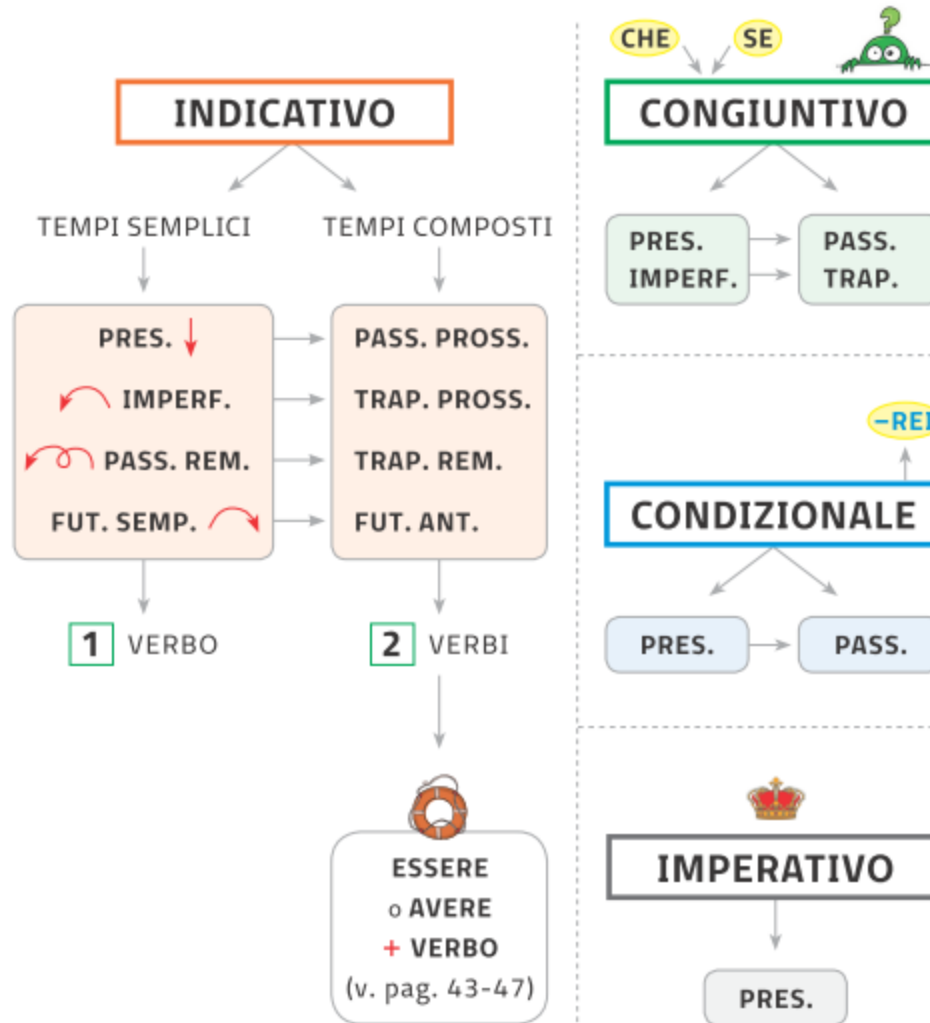 INDICATIVO
TEMPI SEMPLICI
TEMPI COMPOSTI
PRES.
PASS. PROSS.
IMPERF.
TRAP. PROSS.
PASS. REM.
TRAP. REM.
FUT. SEMP.
FUT. ANT.
1 VERBO
2 VERBI
ESSERE
o AVERE
+ VERBO
(v. pag. 43-47)
CHE
SE
?
CONGIUNTIVO
PRES.
PASS.
IMPERF.
TRAP.
-REI
CONDIZIONALE
PRES.
PASS.
IMPERATIVO
PRES.